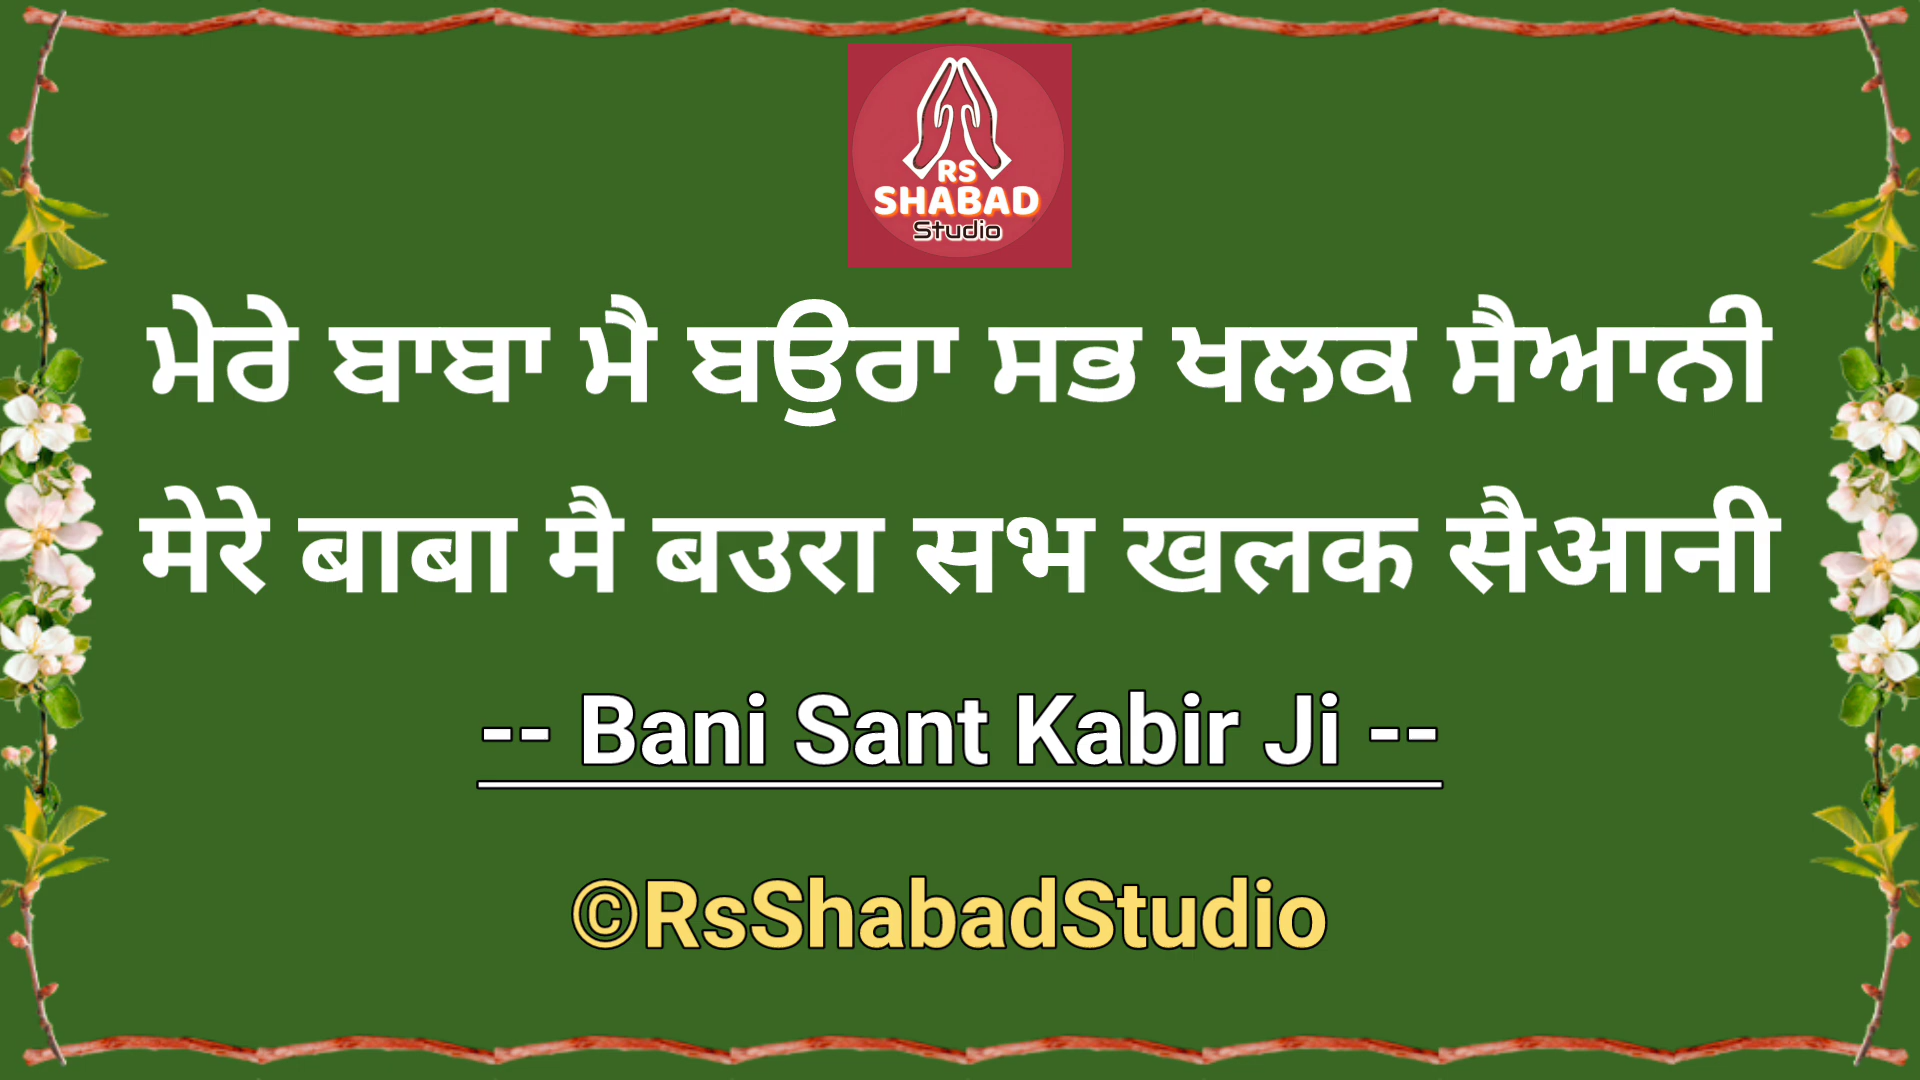 RS
SHABAD
Studio
ਮੇਰੇ ਬਾਬਾ ਮੈ ਬਉਰਾ ਸਭ ਖਲਕ ਸੈਆਨੀ
मेरे बाबा मै बउरा सभ खलक सैआनी
-- Bani Sant Kabir Ji --
©RsShabadStudio